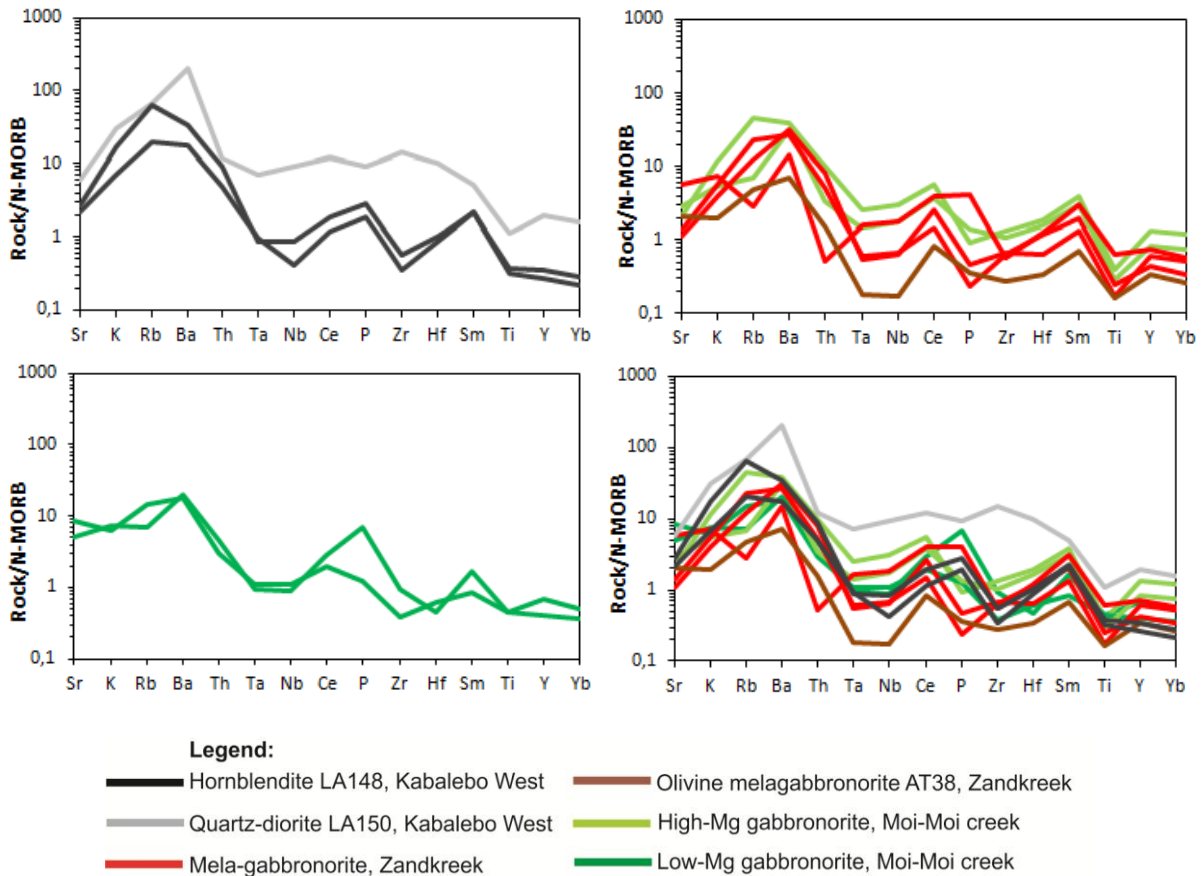 1000
100
10
1
0,1
Rock/N-MORB
Sr K Rb Ba Th Ta Nb Ce P Zr Hf Sm Ti Y Yb
1000
100
10
1
0,1
Rock/N-MORB
Sr K Rb Ba Th Ta Nb Ce P Zr Hf Sm Ti Y Yb
1000
100
10
1
0,1
Rock/N-MORB
Sr K Rb Ba Th Ta Nb Ce P Zr Hf Sm Ti Y Yb
1000
100
10
1
0,1
Rock/N-MORB
Sr K Rb Ba Th Ta Nb Ce P Zr Hf Sm Ti Y Yb
Legend:
Hornblendite LA148, Kabalebo West
Quartz-diorite LA150, Kabalebo West
Mela-gabbronorite, Zandkreek
Olivine melagabbronorite AT38, Zandkreek
High-Mg gabbronorite, Moi-Moi creek
Low-Mg gabbronorite, Moi-Moi creek